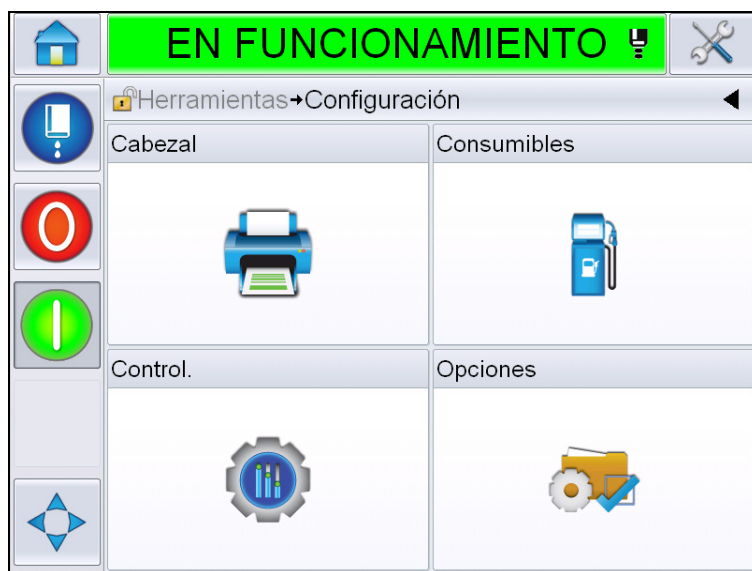 EN FUNCIONAMIENTO
Herramientas→Configuración
Cabezal
Consumibles
Control.
Opciones